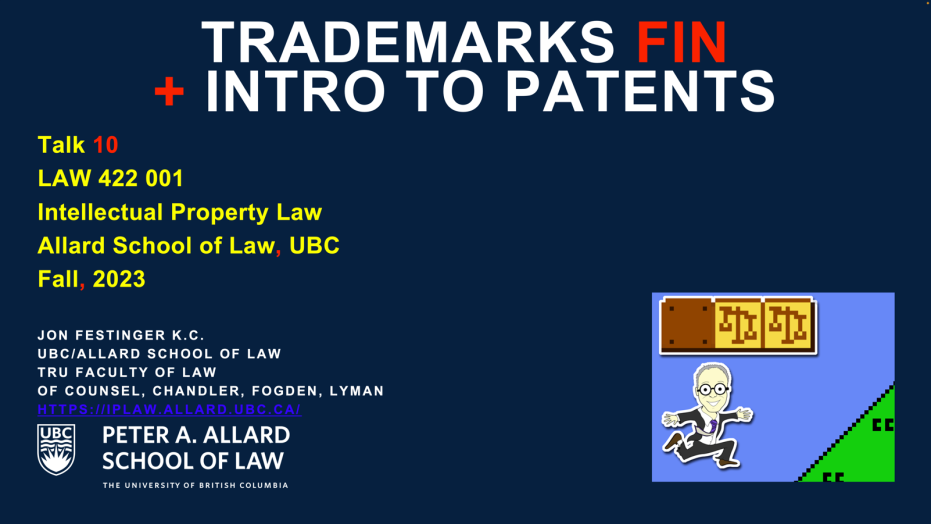 TRADEMARKS FIN
+ INTRO TO PATENTS
Talk 10
LAW 422 001
Intellectual Property Law
Allard School of Law, UBC
Fall, 2023
JON FESTINGER K.C.
UBC/ALLARD SCHOOL OF LAW
TRU FACULTY OF LAW
OF COUNSEL, CHANDLER, FOGDEN, LYMAN
HTTPS://IPLAW.ALLARD.UBC.CA/
UBC
PETER A. ALLARD
SCHOOL OF LAW
THE UNIVERSITY OF BRITISH COLUMBIA